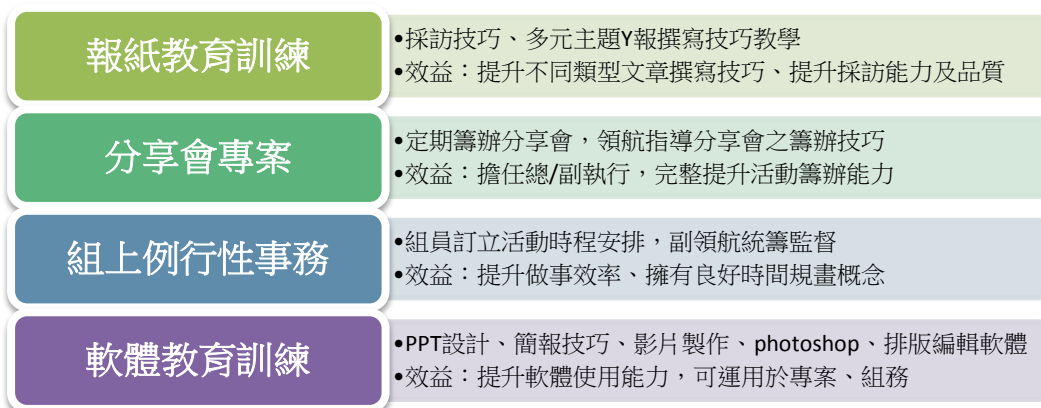 報紙教育訓練
•採訪技巧、多元主題Y報撰寫技巧教學
•效益：提升不同類型文章撰寫技巧、提升採訪能力及品質
分享會專案
•定期籌辦分享會，領航指導分享會之籌辦技巧
•效益：擔任總/副執行，完整提升活動籌辦能力
組上例行性事務
•組員訂立活動時程安排，副領航統籌監督
•效益：提升做事效率、擁有良好時間規畫概念
軟體教育訓練
•PPT設計、簡報技巧、影片製作、photoshop、排版編輯軟體
•效益：提升軟體使用能力，可運用於專案、組務